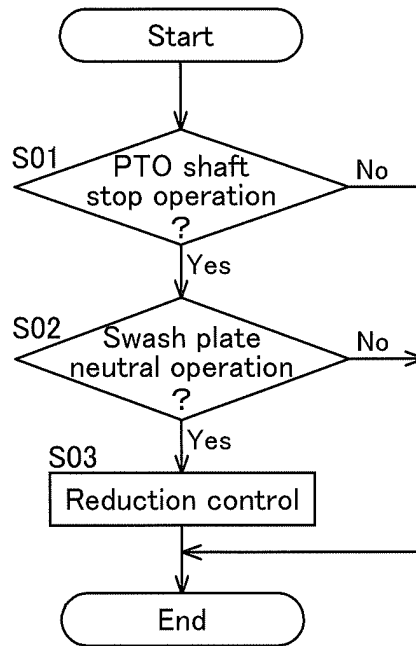 Start
S01
PTO shaft
stop operation
?
No
Yes
S02
Swash plate
neutral operation
?
No
Yes
S03
Reduction control
End